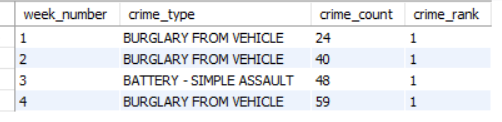 week_number crime_type crime_count crime_rank
1 BURGLARY FROM VEHICLE 24 1
2 BURGLARY FROM VEHICLE 40 1
3 BATTERY - SIMPLE ASSAULT 48 1
4 BURGLARY FROM VEHICLE 59 1